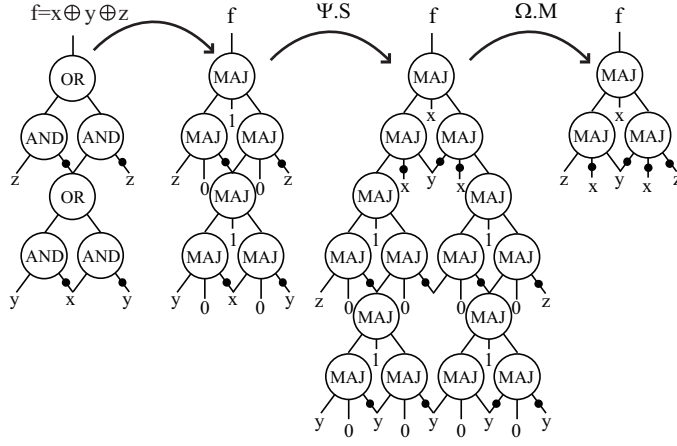 f=x⊕y⊕z f Ψ.S f Ω.M f
OR MAJ MAJ MAJ
1 x x
AND AND MAJ MAJ MAJ MAJ MAJ MAJ
z z z 0 0 z x y x z x y x z
OR MAJ MAJ MAJ
1 1 1
AND AND MAJ MAJ MAJ MAJ MAJ MAJ
y x y y 0 x 0 y z 0 0 0 0 z
MAJ MAJ
1 1
MAJ MAJ MAJ MAJ
y 0 y 0 y 0 y 0 y